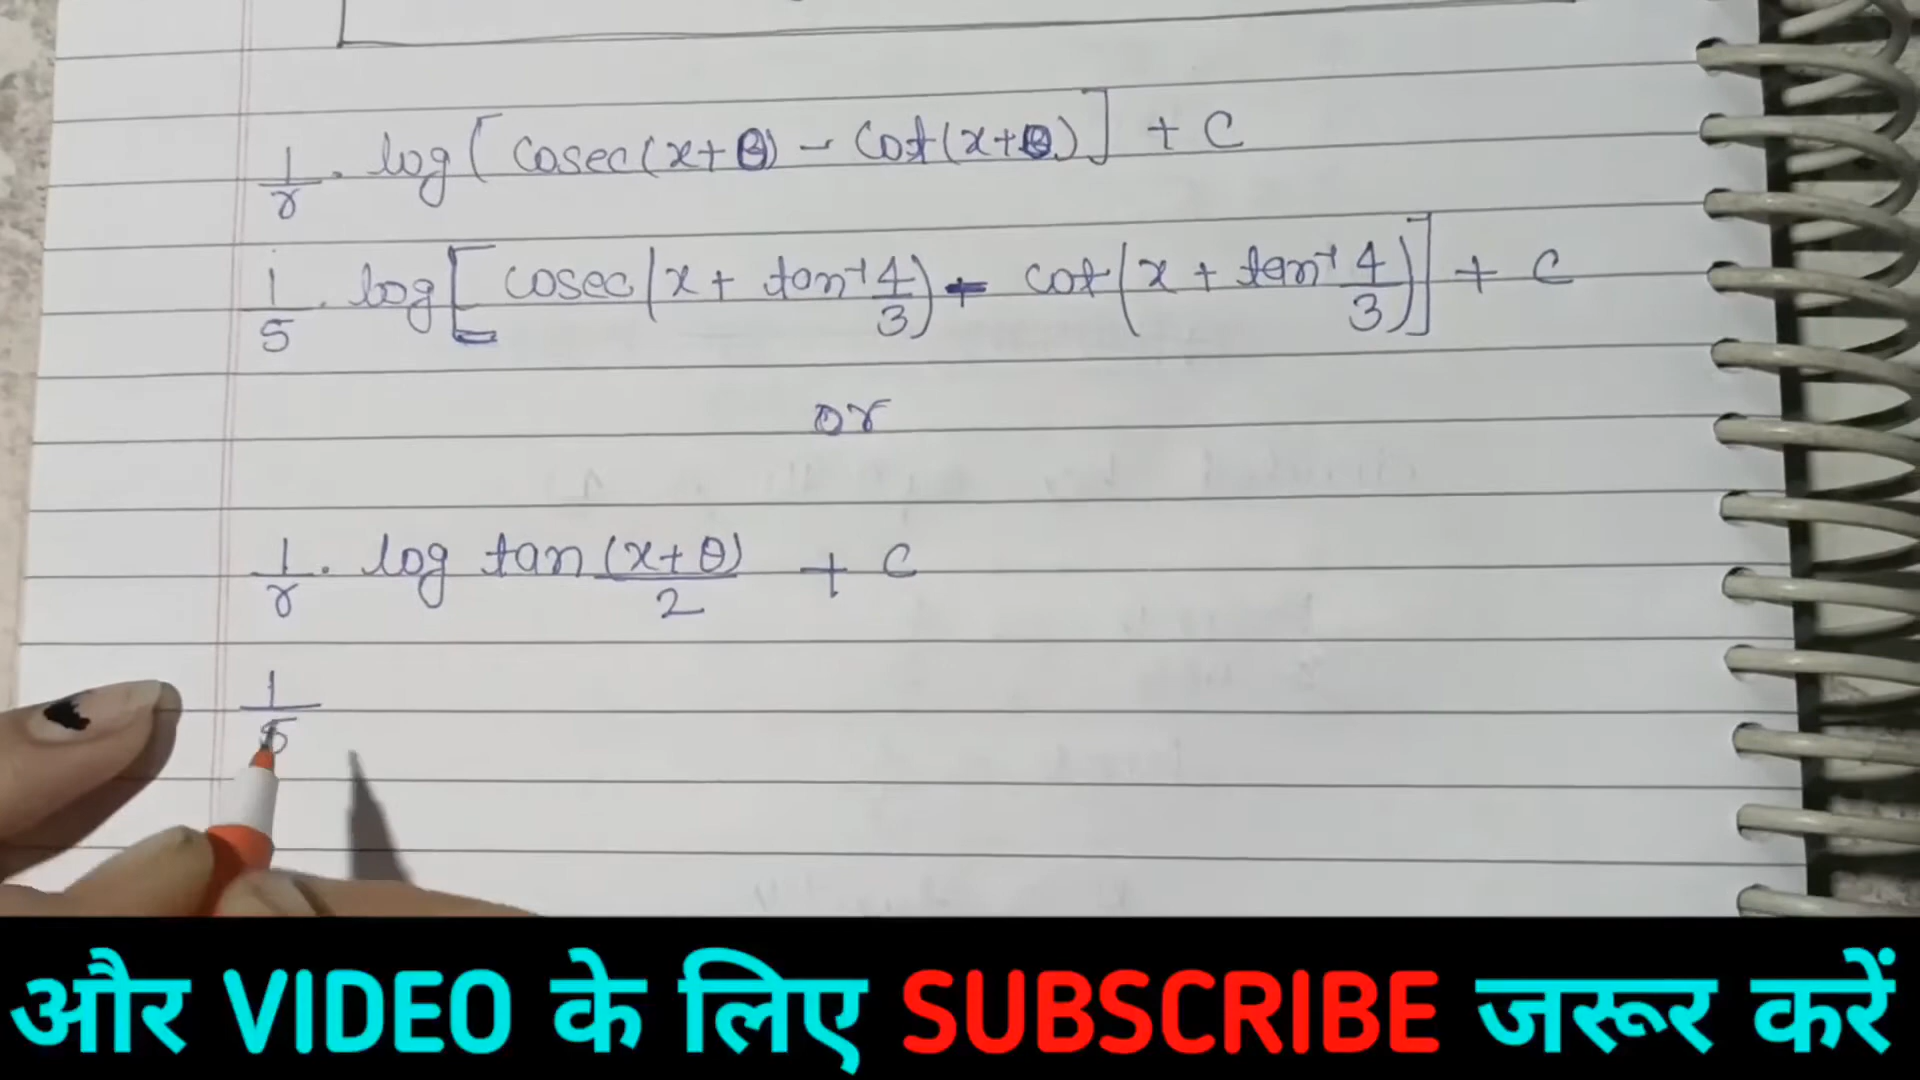 1/r . log [cosec(x+θ) - cot(x+θ)] + C
1/5 . log [cosec(x + tan⁻¹ 4/3) - cot(x + tan⁻¹ 4/3)] + C
or
1/r . log tan (x+θ)/2 + C
1/5
और VIDEO के लिए SUBSCRIBE जरूर करें